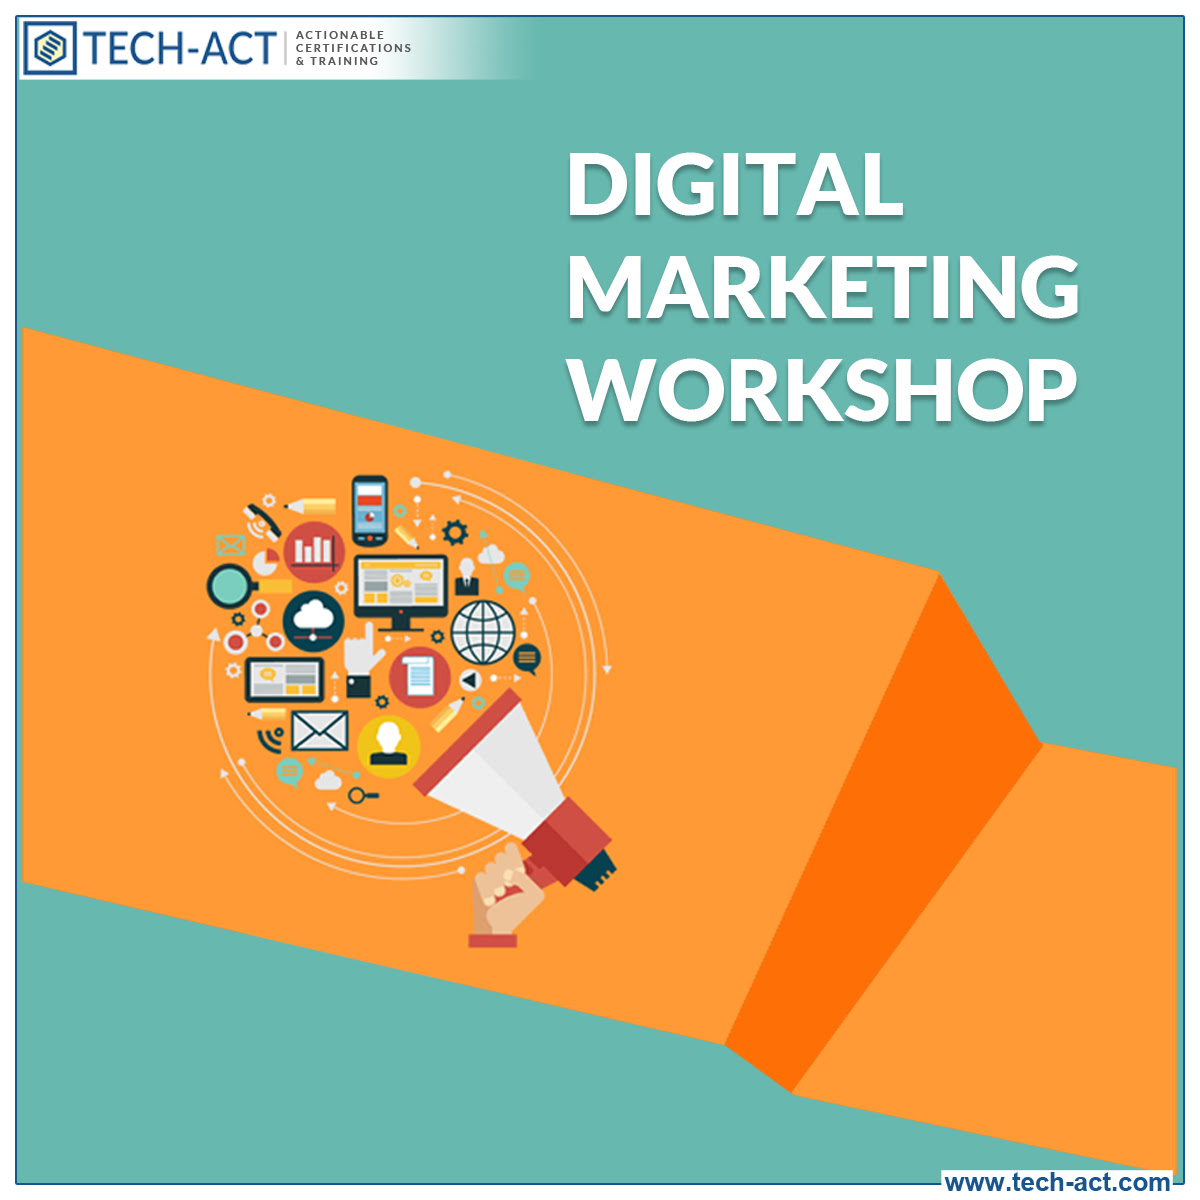 TECH-ACT
ACTIONABLE
CERTIFICATIONS
& TRAINING
DIGITAL
MARKETING
WORKSHOP
www.tech-act.com